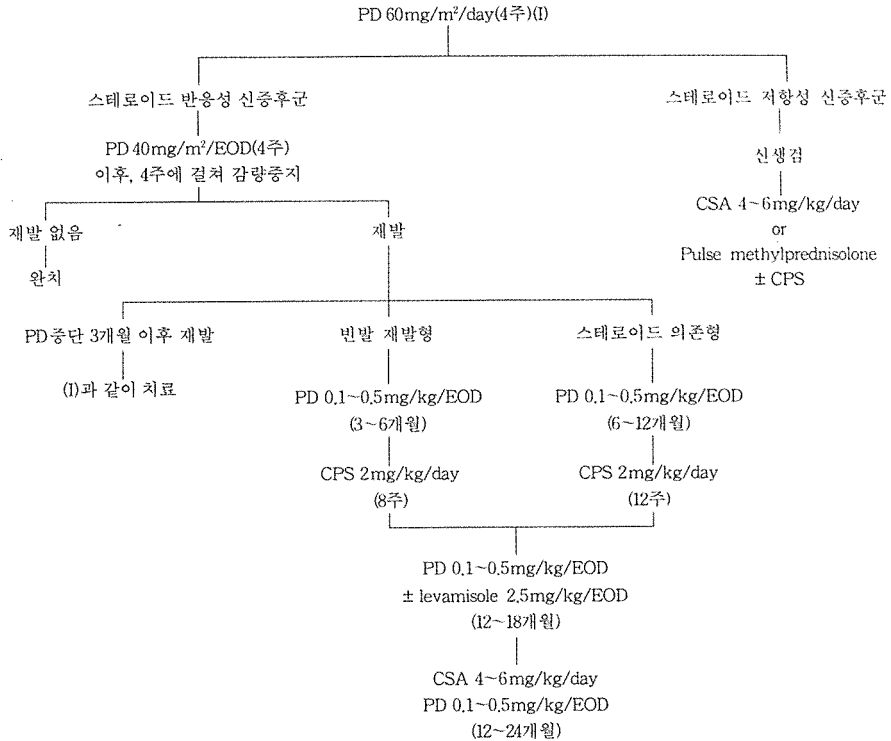 PD 60mg/m²/day(4주)(I)
스테로이드 반응성 신증후군
스테로이드 저항성 신증후군
PD 40mg/m²/EOD(4주)
이후, 4주에 걸쳐 감량중지
신생검
CSA 4~6mg/kg/day
or
Pulse methylprednisolone
± CPS
재발 없음
재발
완치
PD중단 3개월 이후 재발
빈발 재발형
스테로이드 의존형
(I)과 같이 치료
PD 0.1~0.5mg/kg/EOD
(3~6개월)
PD 0.1~0.5mg/kg/EOD
(6~12개월)
CPS 2mg/kg/day
(8주)
CPS 2mg/kg/day
(12주)
PD 0.1~0.5mg/kg/EOD
± levamisole 2.5mg/kg/EOD
(12~18개월)
CSA 4~6mg/kg/day
PD 0.1~0.5mg/kg/EOD
(12~24개월)